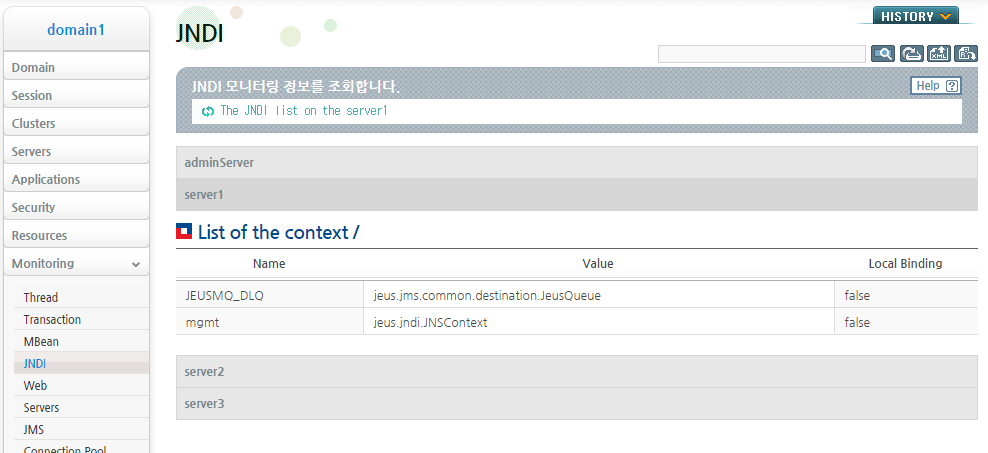 domain1
Domain
Session
Clusters
Servers
Applications
Security
Resources
Monitoring
Thread
Transaction
MBean
JNDI
Web
Servers
JMS
Connection Pool
JNDI
HISTORY
XML
JNDI 모니터링 정보를 조회합니다.
Help ?
The JNDI list on the server1
adminServer
server1
List of the context /
Name Value Local Binding
JEUSMQ_DLQ jeus.jms.common.destination.JeusQueue false
mgmt jeus.jndi.JNSContext false
server2
server3